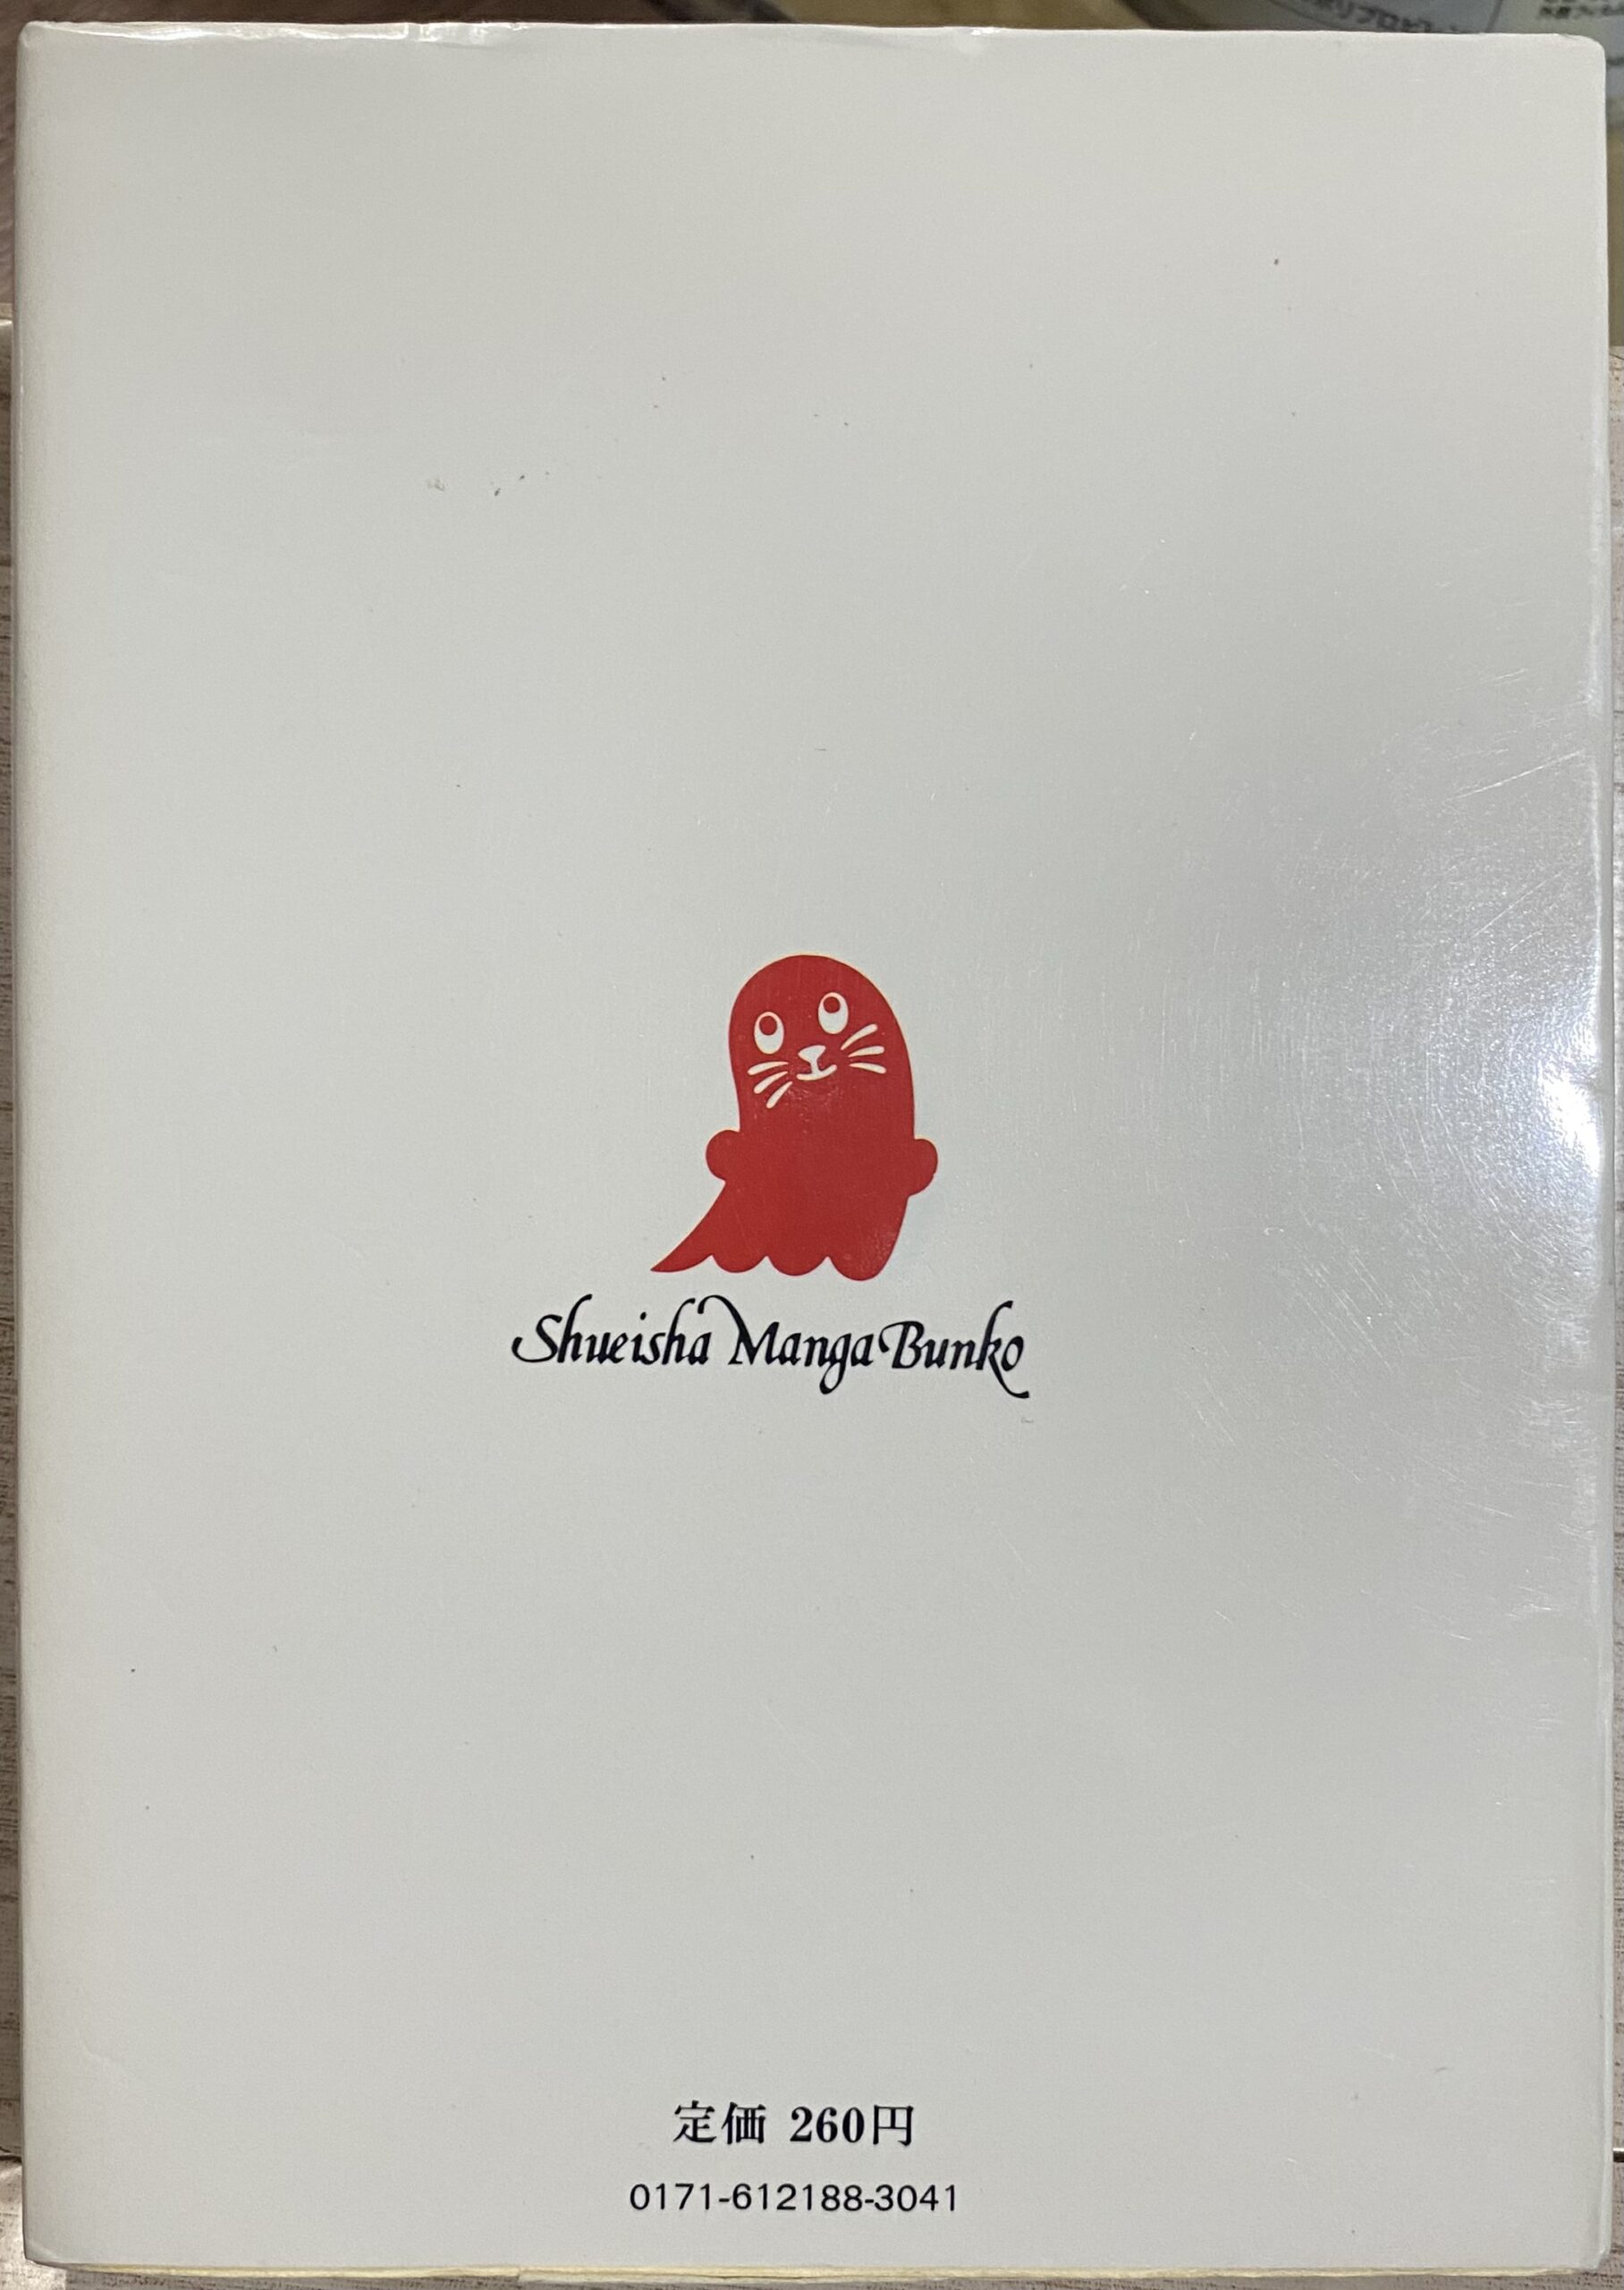 Shueisha Manga Bunko
定価 260円
0171-612188-3041